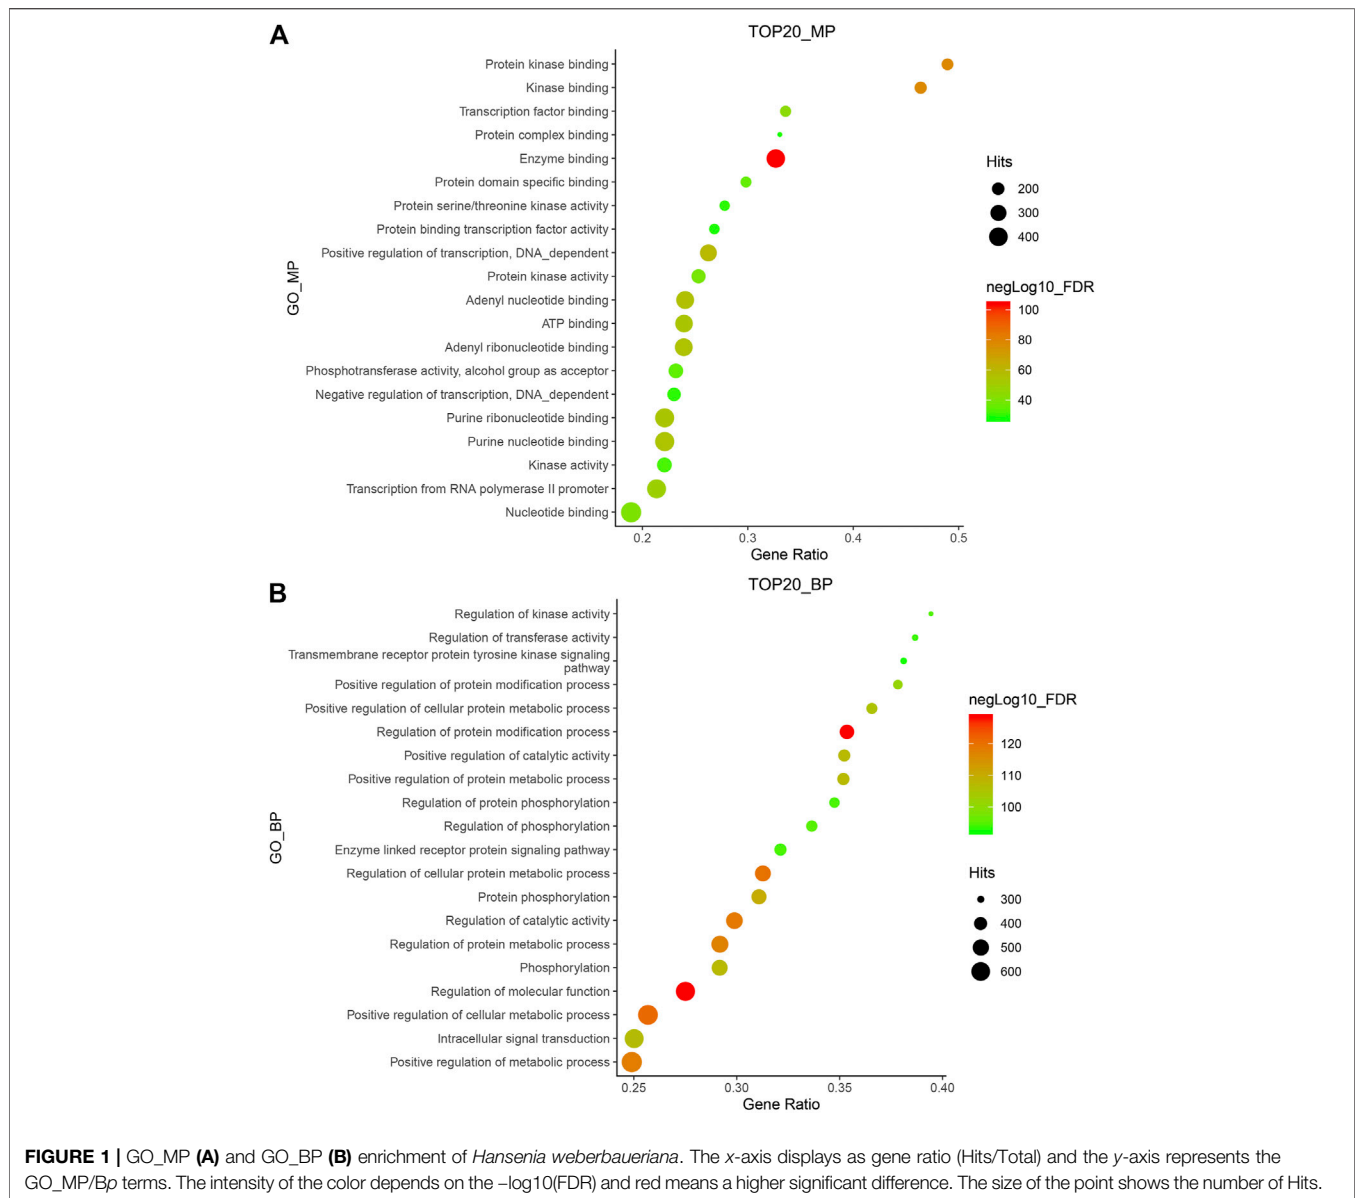 A
TOP20_MP
Protein kinase binding
Kinase binding
Transcription factor binding
Protein complex binding
Enzyme binding
Protein domain specific binding
Protein serine/threonine kinase activity
Protein binding transcription factor activity
Positive regulation of transcription, DNA_dependent
Protein kinase activity
Adenyl nucleotide binding
ATP binding
Adenyl ribonucleotide binding
Phosphotransferase activity, alcohol group as acceptor
Negative regulation of transcription, DNA_dependent
Purine ribonucleotide binding
Purine nucleotide binding
Kinase activity
Transcription from RNA polymerase II promoter
Nucleotide binding
GO_MP
0.2 0.3 0.4 0.5
Gene Ratio
Hits
200
300
400
negLog10_FDR
100
80
60
40
B
TOP20_BP
Regulation of kinase activity
Regulation of transferase activity
Transmembrane receptor protein tyrosine kinase signaling
pathway
Positive regulation of protein modification process
Positive regulation of cellular protein metabolic process
Regulation of protein modification process
Positive regulation of catalytic activity
Positive regulation of protein metabolic process
Regulation of protein phosphorylation
Regulation of phosphorylation
Enzyme linked receptor protein signaling pathway
Regulation of cellular protein metabolic process
Protein phosphorylation
Regulation of catalytic activity
Regulation of protein metabolic process
Phosphorylation
Regulation of molecular function
Positive regulation of cellular metabolic process
Intracellular signal transduction
Positive regulation of metabolic process
GO_BP
0.25 0.30 0.35 0.40
Gene Ratio
negLog10_FDR
120
110
100
Hits
300
400
500
600
FIGURE 1 | GO_MP (A) and GO_BP (B) enrichment of Hansenia weberbaueriana. The x-axis displays as gene ratio (Hits/Total) and the y-axis represents the
GO_MP/Bp terms. The intensity of the color depends on the −log10(FDR) and red means a higher significant difference. The size of the point shows the number of Hits.